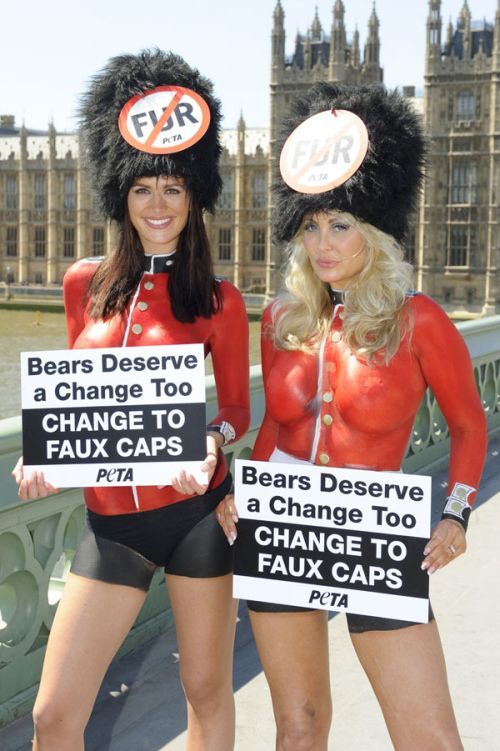 FUR
PETA
FUR
PETA
Bears Deserve
a Change Too
CHANGE TO
FAUX CAPS
PETA
Bears Deserve
a Change Too
CHANGE TO
FAUX CAPS
PETA